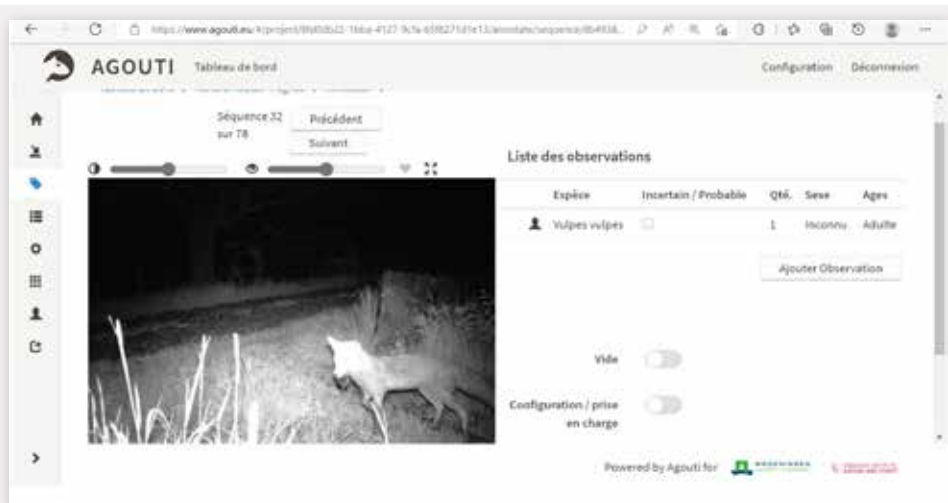 AGOUTI Tableau de bord Configuration Déconnexion
Séquence 32
sur 78
Précédent
Suivant
Liste des observations
Espèce Incertain / Probable Qté. Sexe Ages
Vulpes vulpes 1 Inconnu Adulte
Ajouter Observation
Vide
Configuration / prise
en charge
Powered by Agouti for